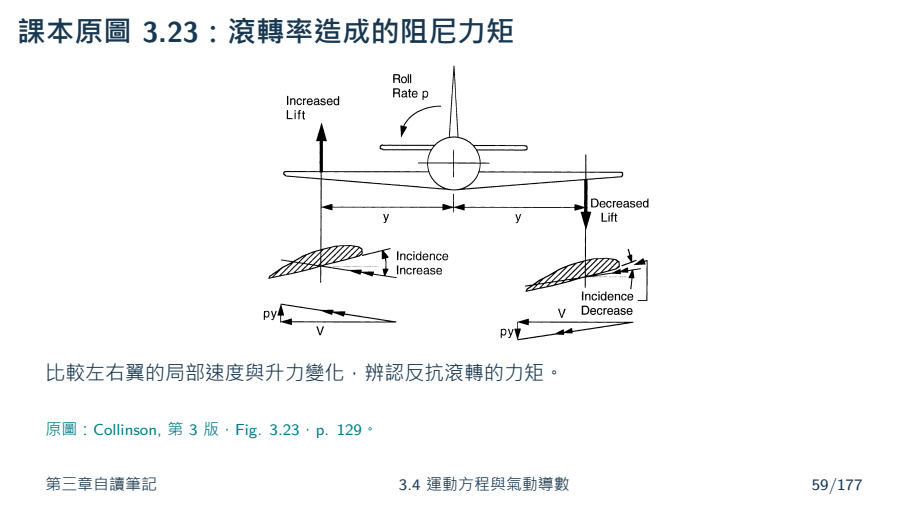 課本原圖 3.23：滾轉率造成的阻尼力矩
Roll
Rate p
Increased
Lift
Decreased
Lift
y
y
Incidence
Increase
Incidence
Decrease
py
V
V
py
比較左右翼的局部速度與升力變化，辨認反抗滾轉的力矩。
原圖：Collinson, 第 3 版，Fig. 3.23，p. 129。
第三章自讀筆記
3.4 運動方程與氣動導數
59/177